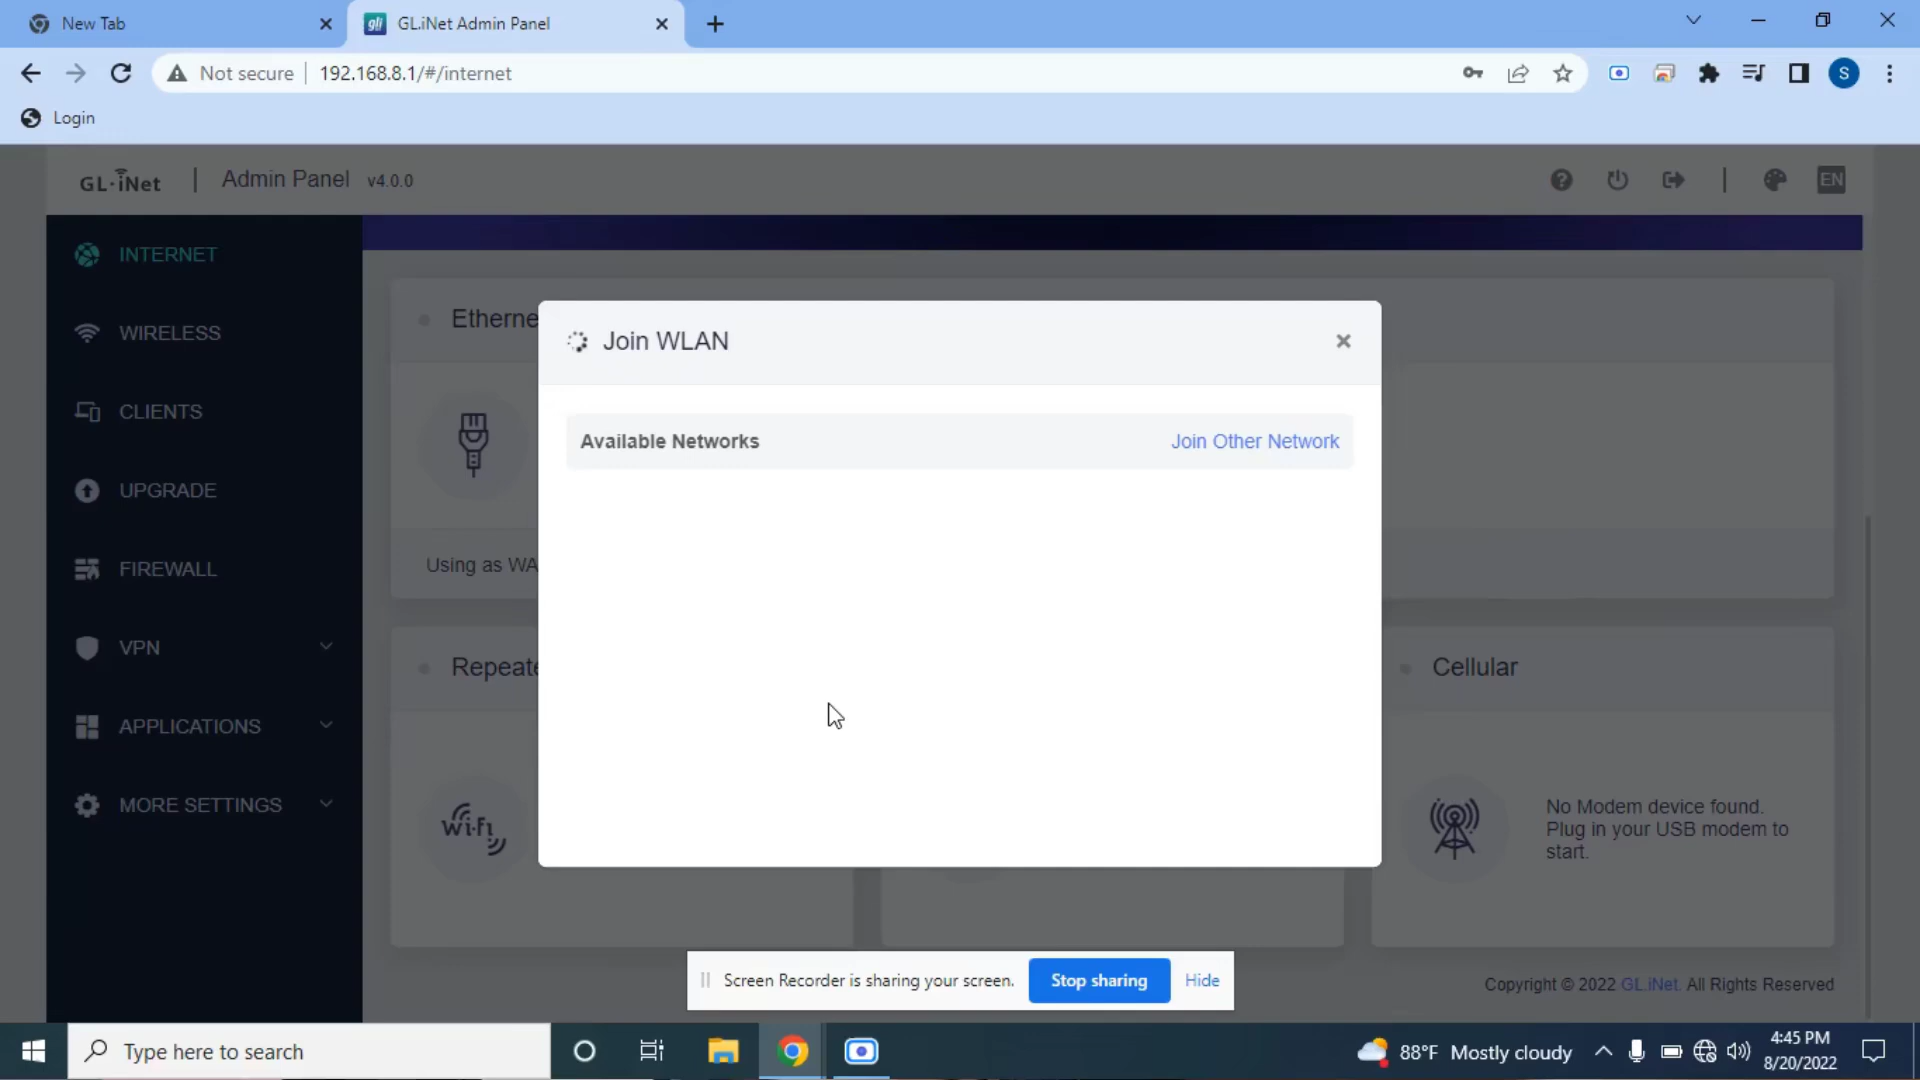 New Tab
gli GL.iNet Admin Panel
Not secure 192.168.8.1/#/internet
S
Login
GL·iNet Admin Panel v4.0.0
EN
INTERNET
WIRELESS
CLIENTS
UPGRADE
FIREWALL
VPN
APPLICATIONS
MORE SETTINGS
Etherne
Using as WA
Join WLAN
Available Networks Join Other Network
Repeate
Wi-Fi
Cellular
No Modem device found.
Plug in your USB modem to
start.
Screen Recorder is sharing your screen. Stop sharing Hide
Copyright © 2022 GL.iNet. All Rights Reserved
Type here to search
88°F Mostly cloudy
4:45 PM
8/20/2022